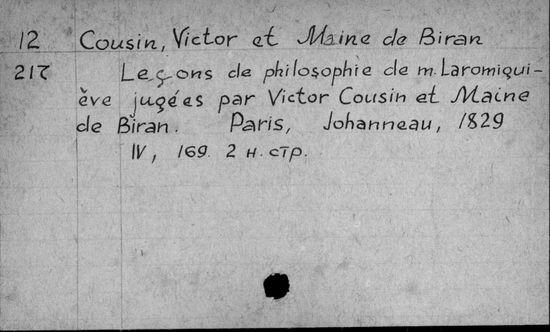 12 Cousin, Victor et Maine de Biran
217 Leçons de philosophie de m. Laromigui-
ève jugées par Victor Cousin et Maine
de Biran. Paris, Johanneau, 1829
IV, 169. 2 н. стр.